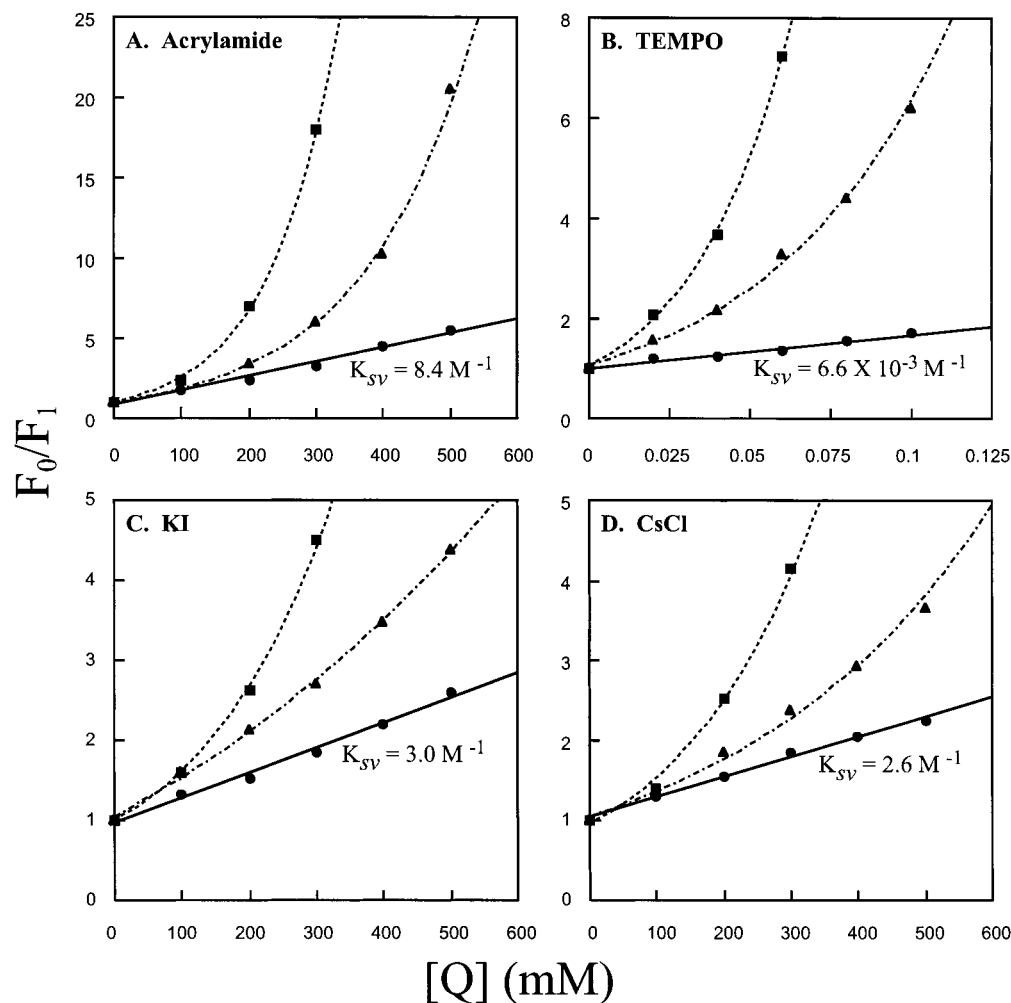 A. Acrylamide
25
20
15
10
5
0
0 100 200 300 400 500 600
K_sv = 8.4 M⁻¹
B. TEMPO
8
6
4
2
0
0 0.025 0.05 0.075 0.1 0.125
K_sv = 6.6 X 10⁻³ M⁻¹
F₀/F₁
C. KI
5
4
3
2
1
0
0 100 200 300 400 500 600
K_sv = 3.0 M⁻¹
D. CsCl
5
4
3
2
1
0
0 100 200 300 400 500 600
K_sv = 2.6 M⁻¹
[Q] (mM)